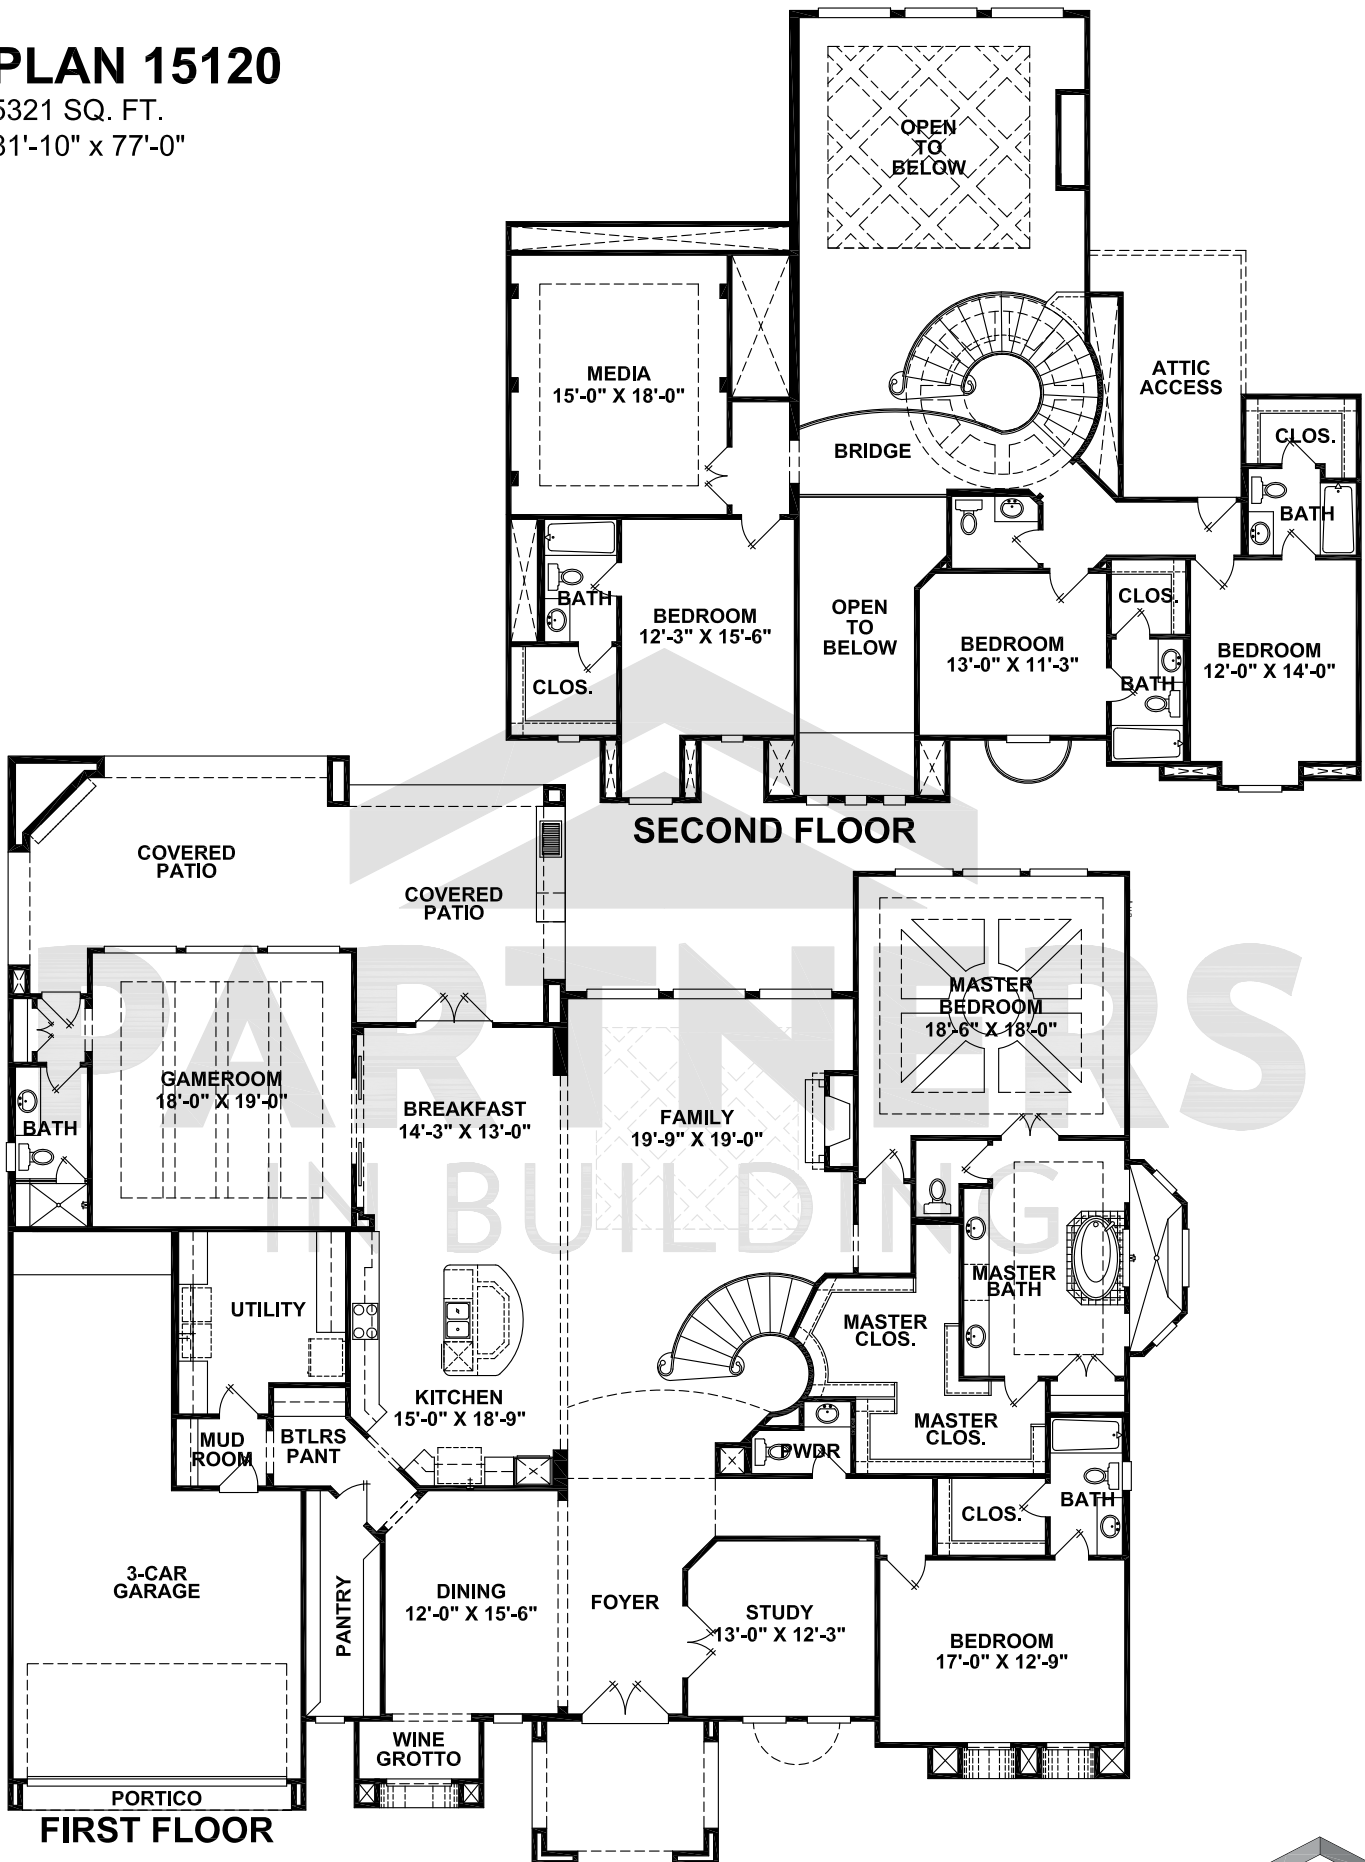 PLAN 15120
5321 SQ. FT.
81'-10" x 77'-0"
OPEN
TO
BELOW
MEDIA
15'-0" X 18'-0"
ATTIC
ACCESS
BRIDGE
CLOS.
BATH
BATH
BEDROOM
12'-3" X 15'-6"
OPEN
TO
BELOW
CLOS.
BEDROOM
13'-0" X 11'-3"
BEDROOM
12'-0" X 14'-0"
CLOS.
BATH
SECOND FLOOR
COVERED
PATIO
COVERED
PATIO
PARTNERS
IN BUILDING
MASTER
BEDROOM
18'-6" X 18'-0"
GAMEROOM
18'-0" X 19'-0"
BATH
BREAKFAST
14'-3" X 13'-0"
FAMILY
19'-9" X 19'-0"
MASTER
BATH
UTILITY
MASTER
CLOS.
KITCHEN
15'-0" X 18'-9"
MASTER
CLOS.
MUD
ROOM
BTLRS
PANT
PWDR
CLOS.
BATH
3-CAR
GARAGE
PANTRY
DINING
12'-0" X 15'-6"
FOYER
STUDY
13'-0" X 12'-3"
BEDROOM
17'-0" X 12'-9"
WINE
GROTTO
PORTICO
FIRST FLOOR